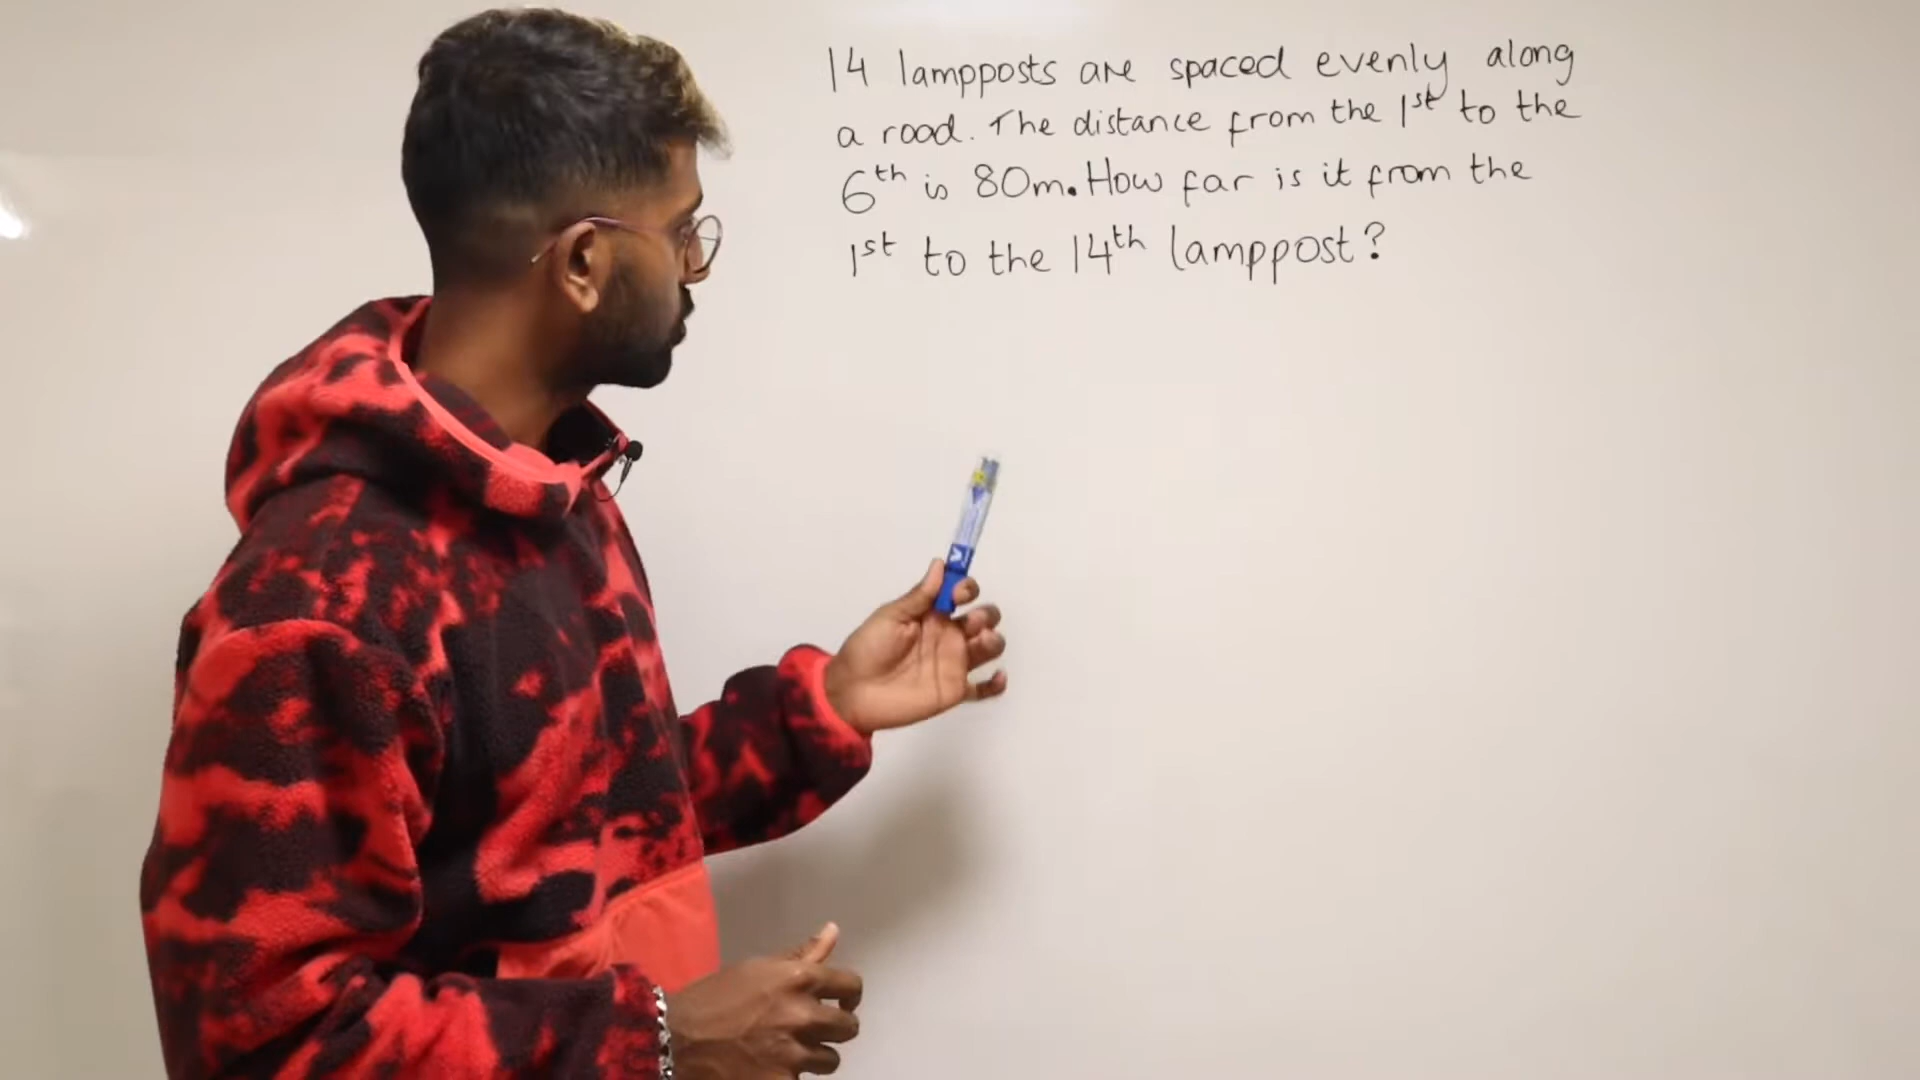 14 lampposts are spaced evenly along
a road. The distance from the 1st to the
6th is 80m. How far is it from the
1st to the 14th lamppost?